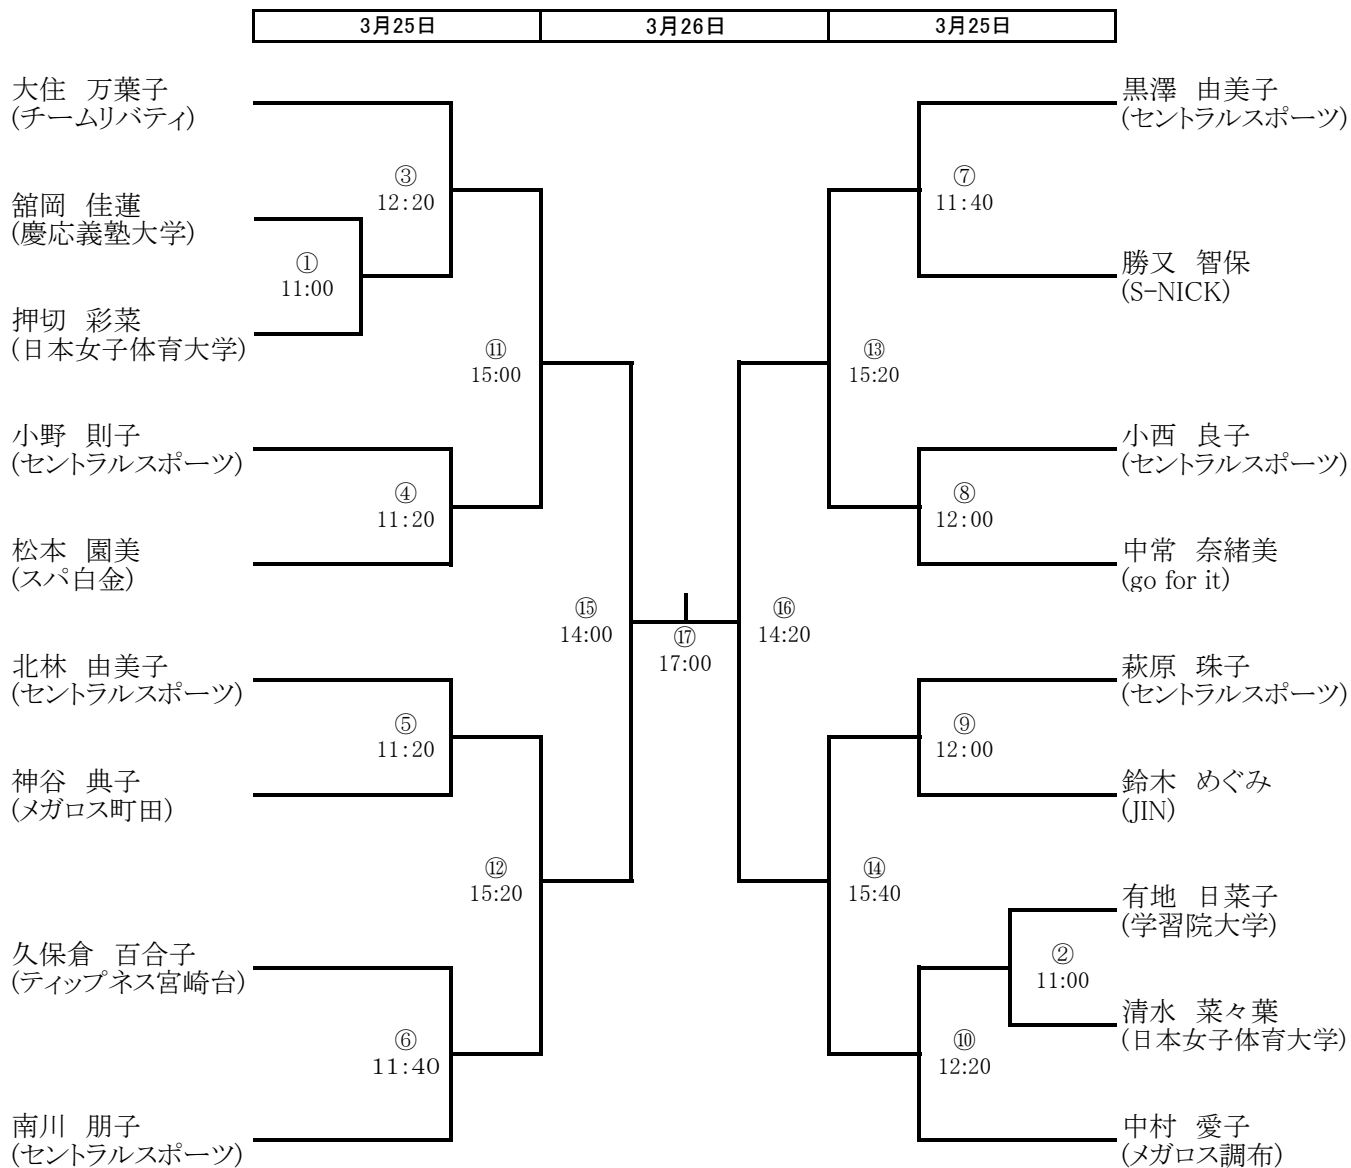 3月25日
3月26日
3月25日
大住 万葉子
(チームリバティ)
舘岡 佳蓮
(慶応義塾大学)
押切 彩菜
(日本女子体育大学)
小野 則子
(セントラルスポーツ)
松本 園美
(スパ白金)
北林 由美子
(セントラルスポーツ)
神谷 典子
(メガロス町田)
久保倉 百合子
(ティップネス宮崎台)
南川 朋子
(セントラルスポーツ)
①
11:00
③
12:20
④
11:20
⑤
11:20
⑥
11:40
⑪
15:00
⑫
15:20
⑮
14:00
⑰
17:00
⑯
14:20
⑬
15:20
⑭
15:40
⑦
11:40
⑧
12:00
⑨
12:00
⑩
12:20
②
11:00
黒澤 由美子
(セントラルスポーツ)
勝又 智保
(S-NICK)
小西 良子
(セントラルスポーツ)
中常 奈緒美
(go for it)
萩原 珠子
(セントラルスポーツ)
鈴木 めぐみ
(JIN)
有地 日菜子
(学習院大学)
清水 菜々葉
(日本女子体育大学)
中村 愛子
(メガロス調布)